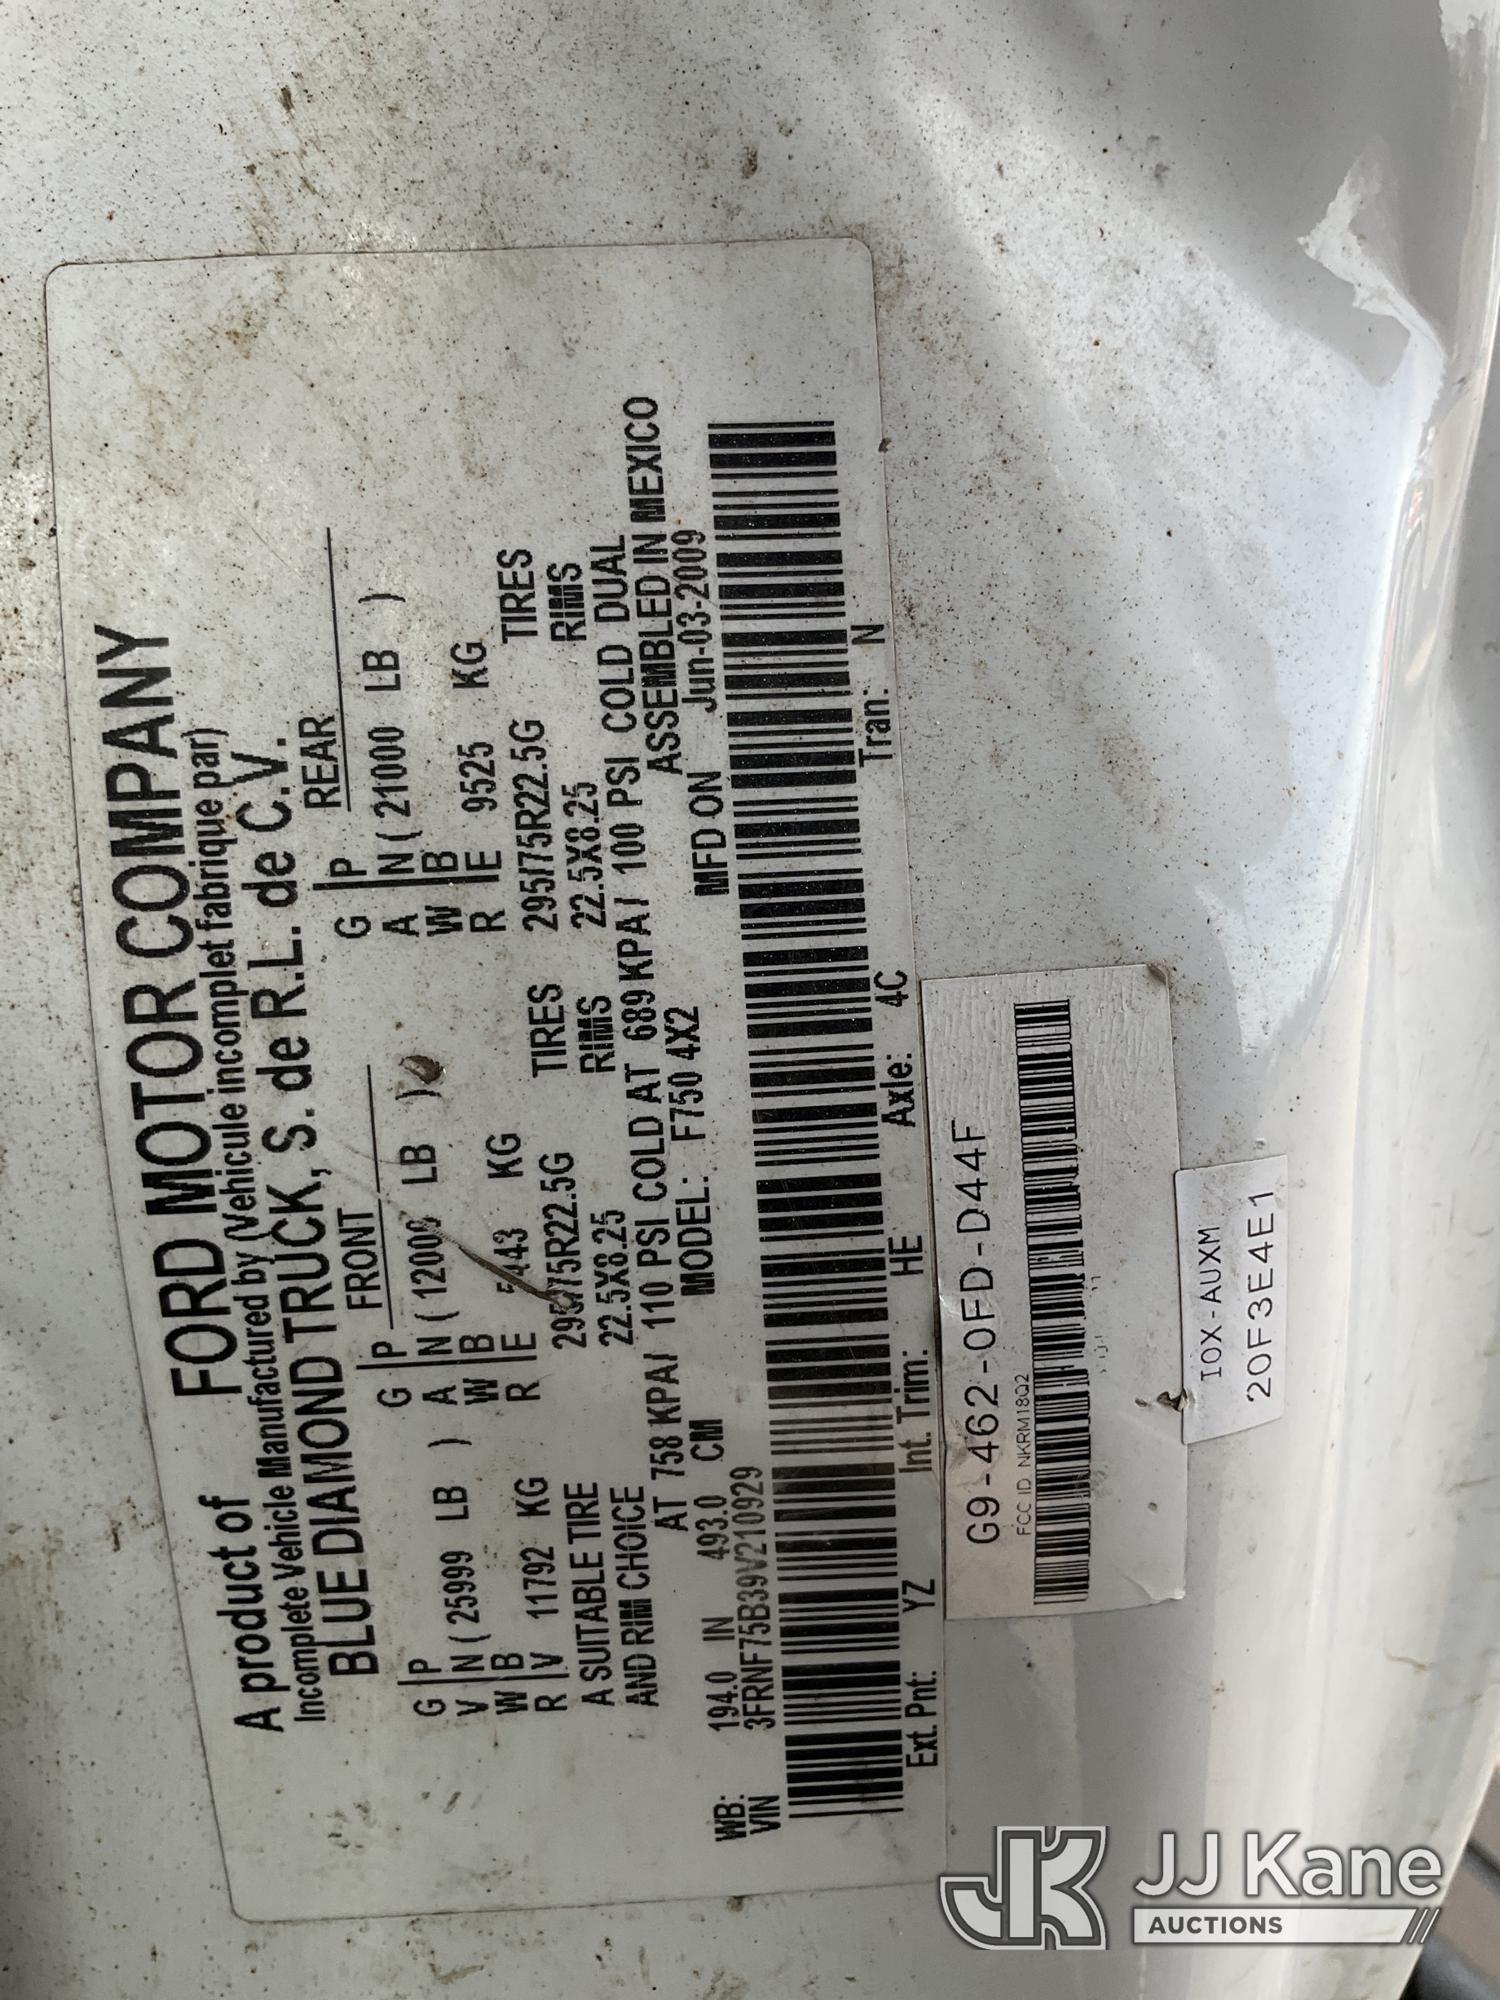 A product of FORD MOTOR COMPANY
Incomplete Vehicle Manufactured by (Vehicule incomplet fabrique par)
BLUE DIAMOND TRUCK, S. de R.L. de C.V.
FRONT REAR
G P G P G P
V N ( 25999 LB ) A N ( 12000 LB ) A N ( 21000 LB )
W B W B W B
R V 11792 KG R E 5443 KG R E 9525 KG
A SUITABLE TIRE 295/75R22.5G TIRES 295/75R22.5G TIRES
AND RIM CHOICE 22.5X8.25 RIMS 22.5X8.25 RIMS
AT 758 KPA/ 110 PSI COLD AT 689 KPA/ 100 PSI COLD DUAL
ASSEMBLED IN MEXICO
WB: 194.0 IN 493.0 CM MODEL: F750 4X2 MFD ON Jun-03-2009
VIN 3FRNF75B39V210929
Ext. Pnt: YZ Int. Trim: HE Axle: 4C Tran: N
G9-462-0FD-D44F
FCC ID. NKRM18Q2
IOX-AUXM
20F3E4E1
JK JJ Kane
AUCTIONS